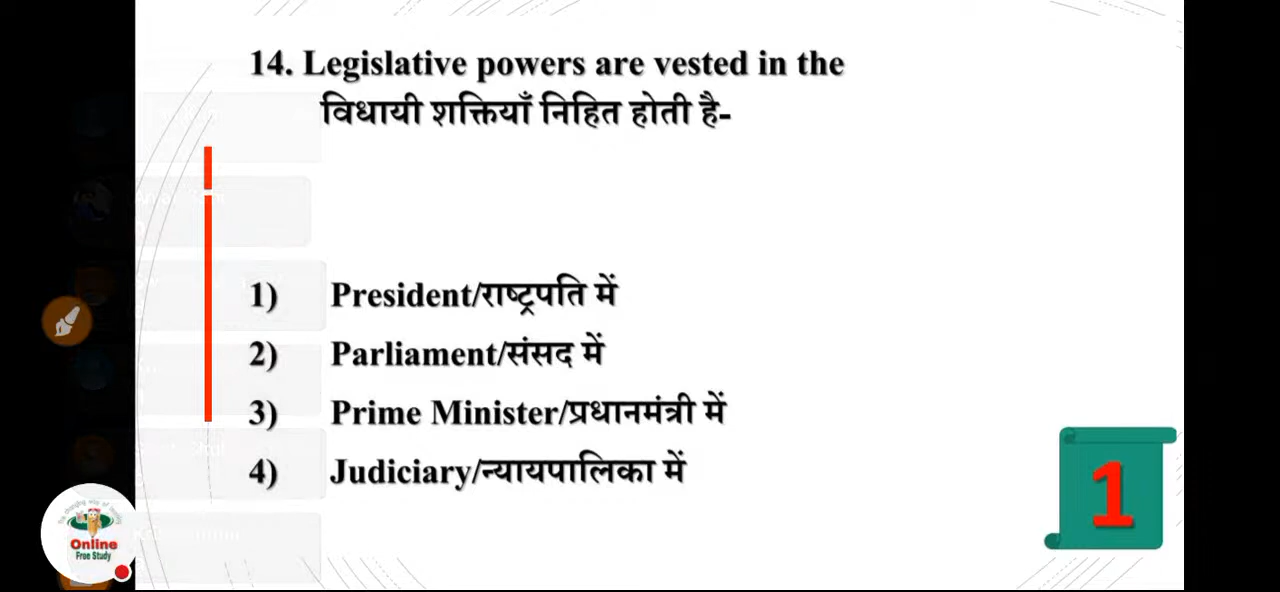 14. Legislative powers are vested in the
विधायी शक्तियाँ निहित होती है-
1) President/राष्ट्रपति में
2) Parliament/संसद में
3) Prime Minister/प्रधानमंत्री में
4) Judiciary/न्यायपालिका में
1
Online
Free Study